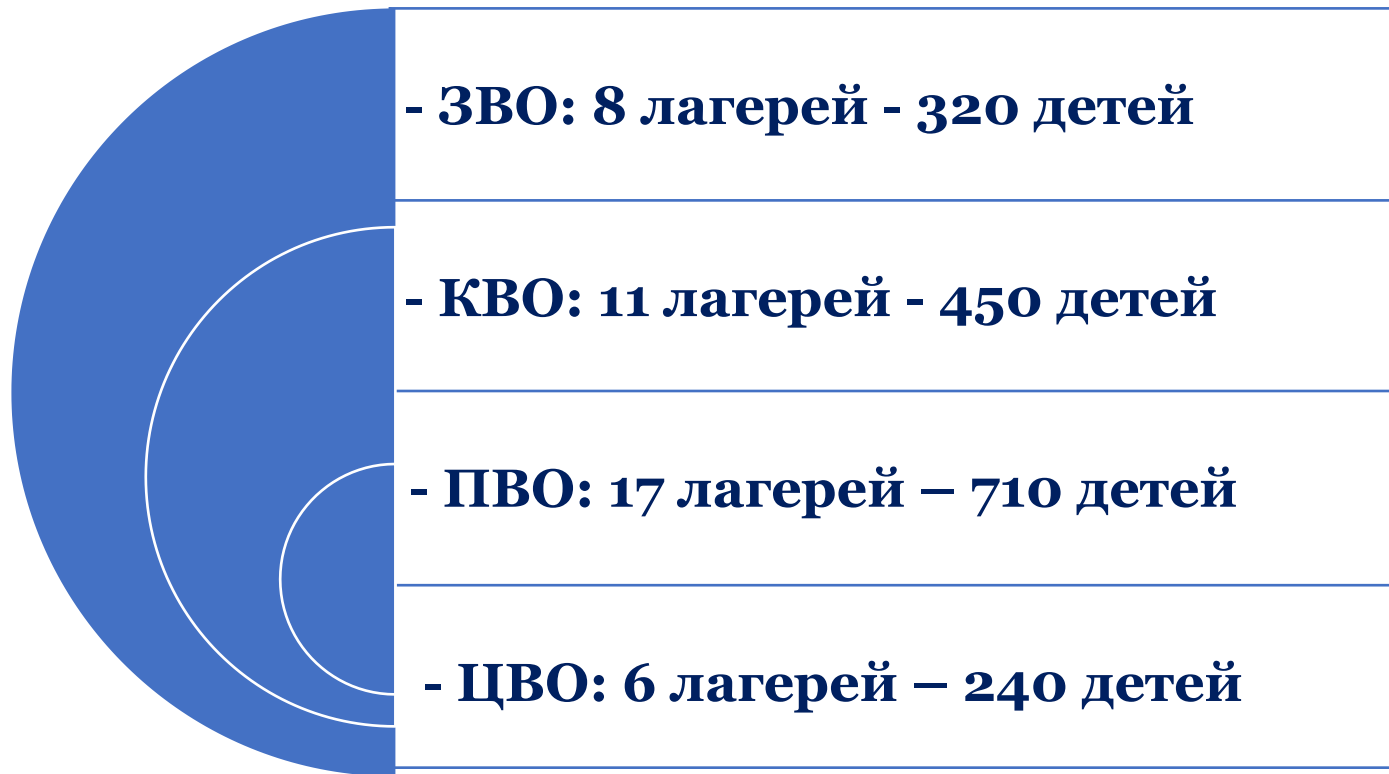 - ЗВО: 8 лагерей - 320 детей
- КВО: 11 лагерей - 450 детей
- ПВО: 17 лагерей – 710 детей
- ЦВО: 6 лагерей – 240 детей